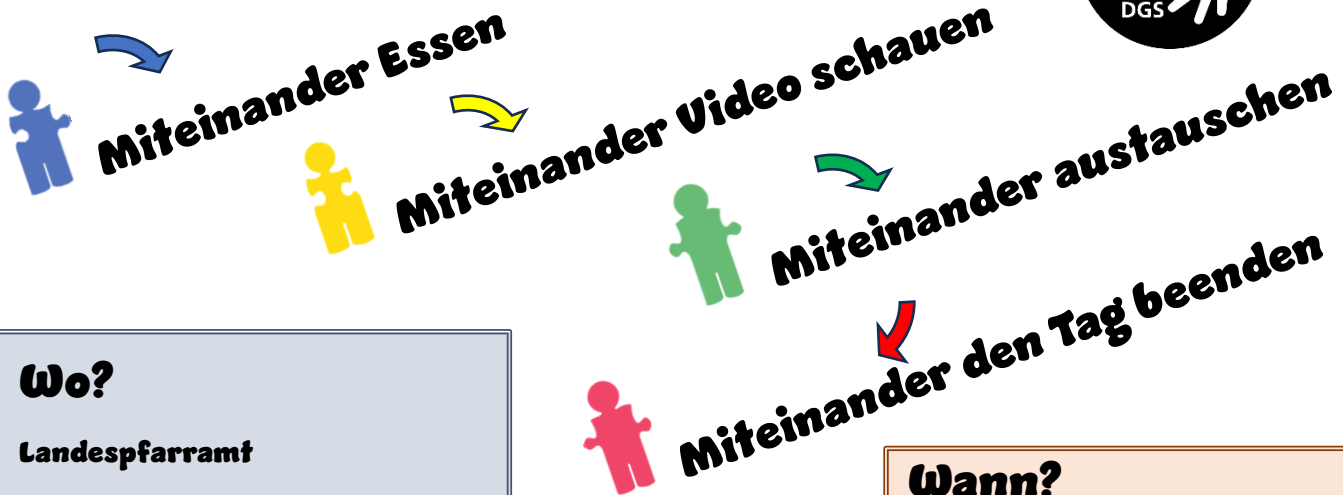 DGS
Miteinander Essen
Miteinander Video schauen
Miteinander austauschen
Miteinander den Tag beenden
Wo?
Landespfarramt
Wann?